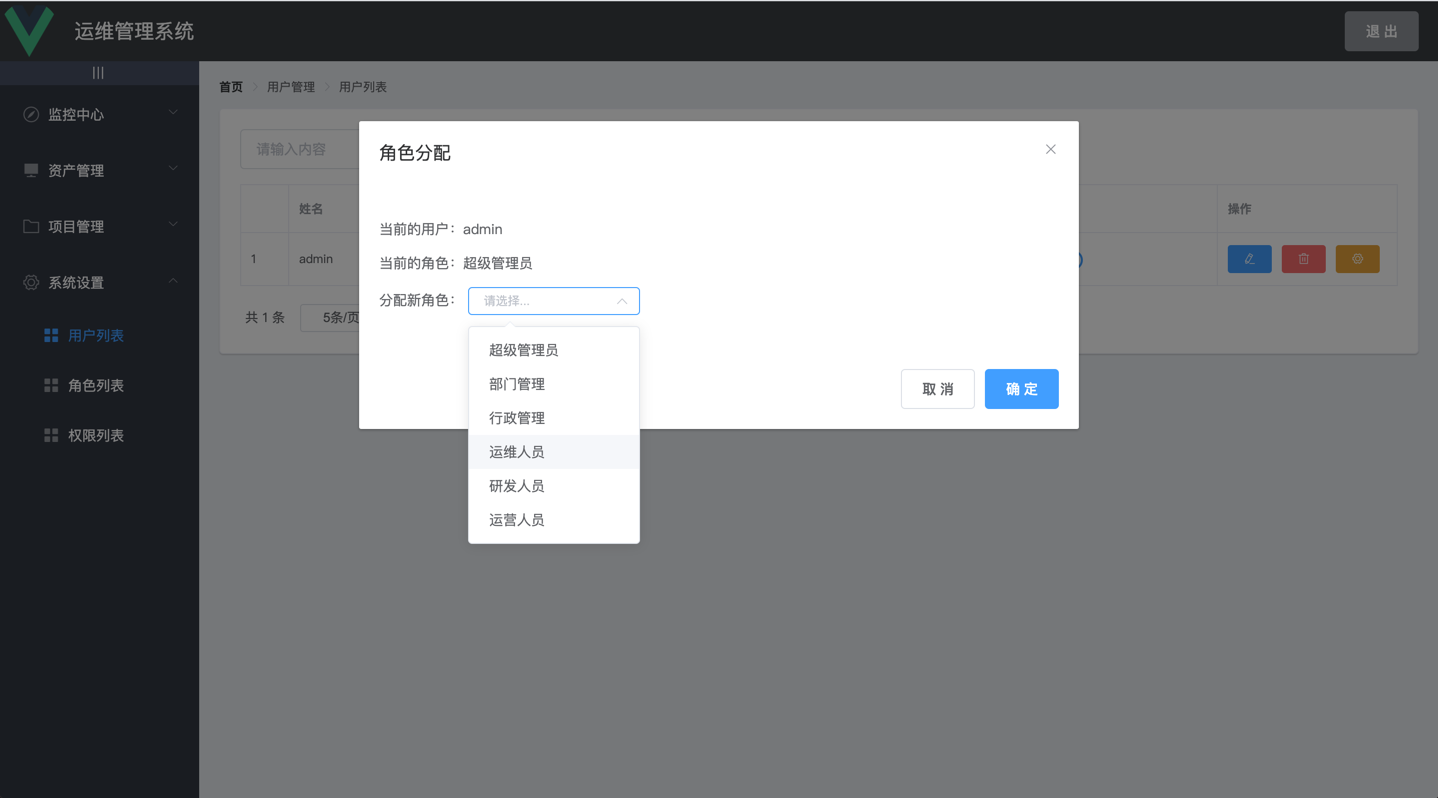 运维管理系统
退 出
|||
监控中心
资产管理
项目管理
系统设置
用户列表
角色列表
权限列表
首页 用户管理 用户列表
请输入内容
姓名 操作
1 admin
共 1 条 5条/页
角色分配
当前的用户：admin
当前的角色：超级管理员
分配新角色： 请选择...
超级管理员
部门管理
行政管理
运维人员
研发人员
运营人员
取 消 确 定